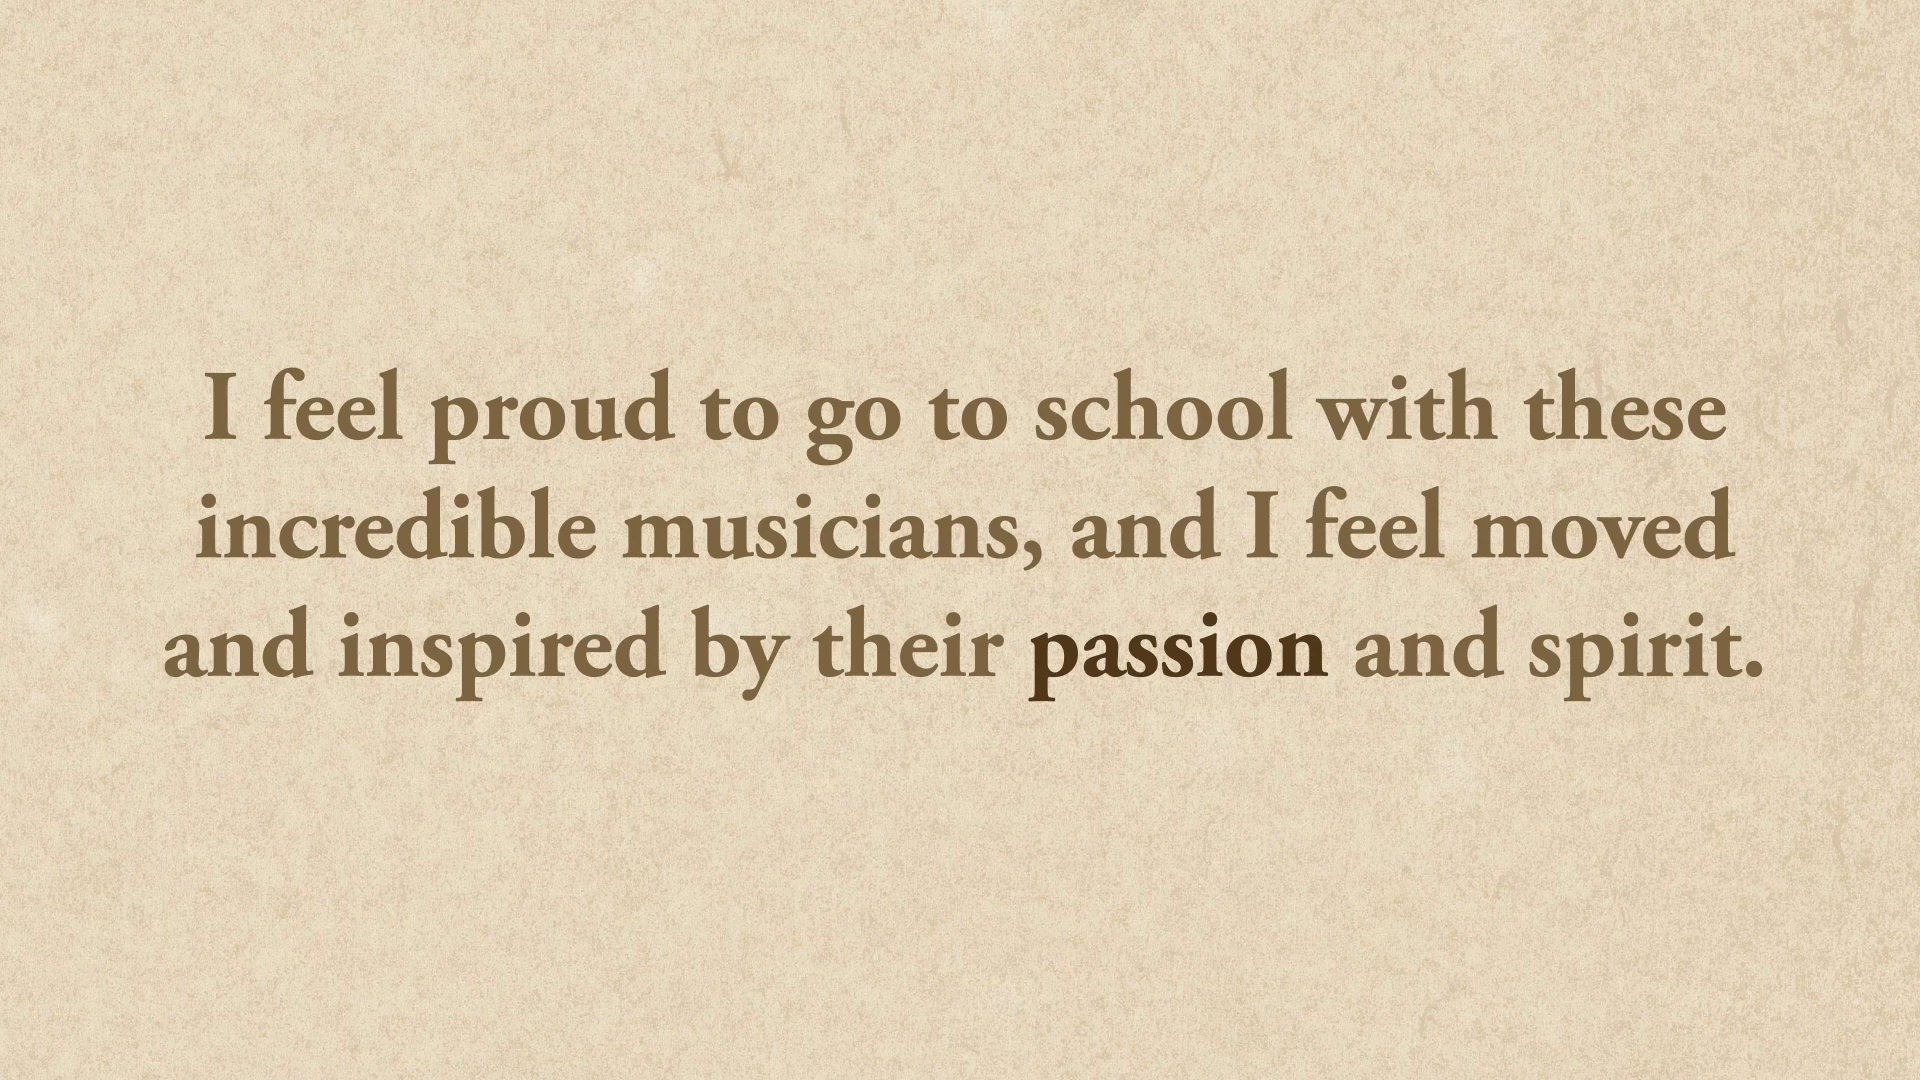 I feel proud to go to school with these
incredible musicians, and I feel moved
and inspired by their passion and spirit.